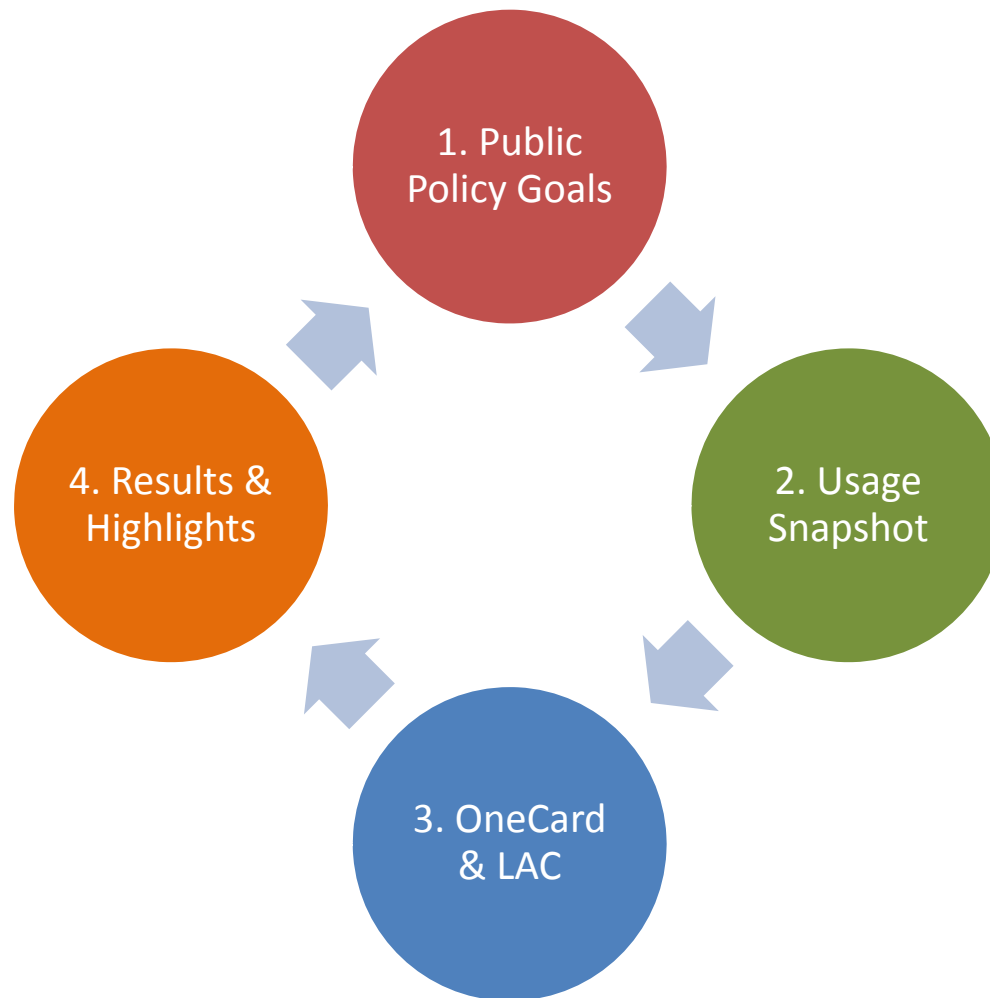 1. Public
Policy Goals
2. Usage
Snapshot
3. OneCard
& LAC
4. Results &
Highlights